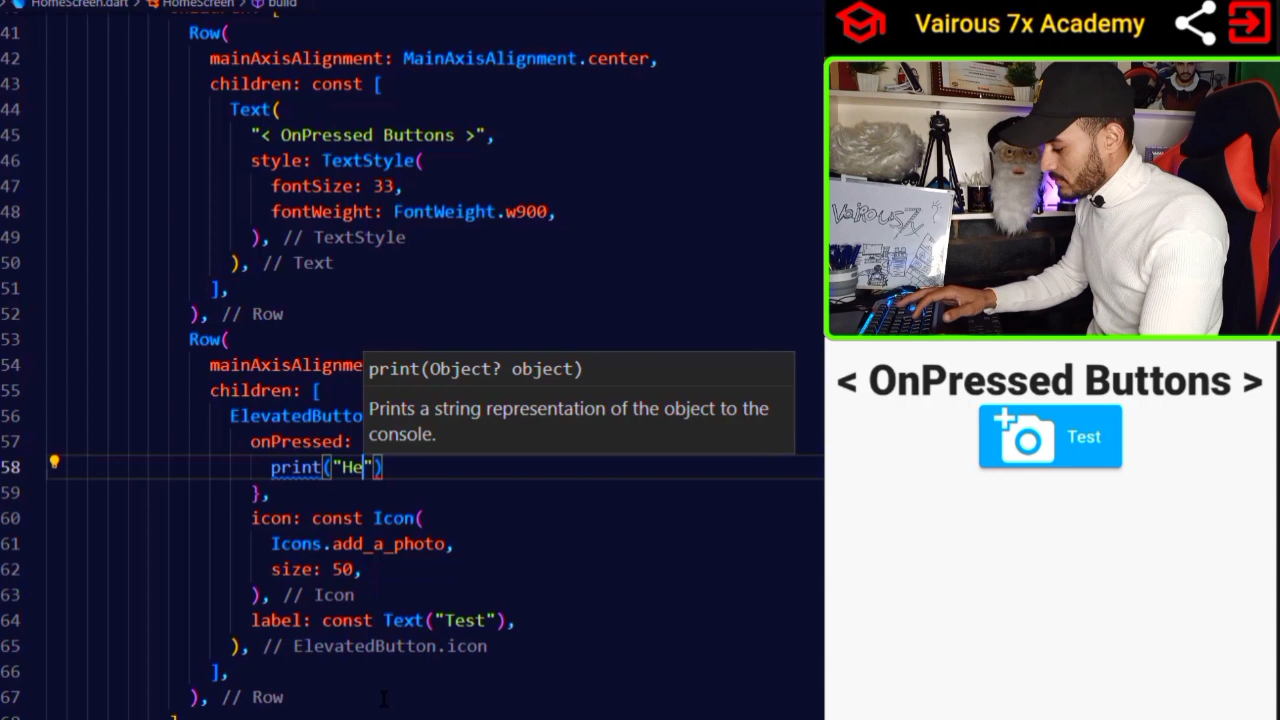 HomeScreen.dart > HomeScreen > build
41 Row(
42 mainAxisAlignment: MainAxisAlignment.center,
43 children: const [
44 Text(
45 "< OnPressed Buttons >",
46 style: TextStyle(
47 fontSize: 33,
48 fontWeight: FontWeight.w900,
49 ), // TextStyle
50 ), // Text
51 ],
52 ), // Row
53 Row(
54 mainAxisAlignme
55 children: [
56 ElevatedButto
57 onPressed:
58 print("He")
59 },
60 icon: const Icon(
61 Icons.add_a_photo,
62 size: 50,
63 ), // Icon
64 label: const Text("Test"),
65 ), // ElevatedButton.icon
66 ],
67 ), // Row
print(Object? object)
Prints a string representation of the object to the
console.
Vairous 7x Academy
Vairous7x
< OnPressed Buttons >
Test